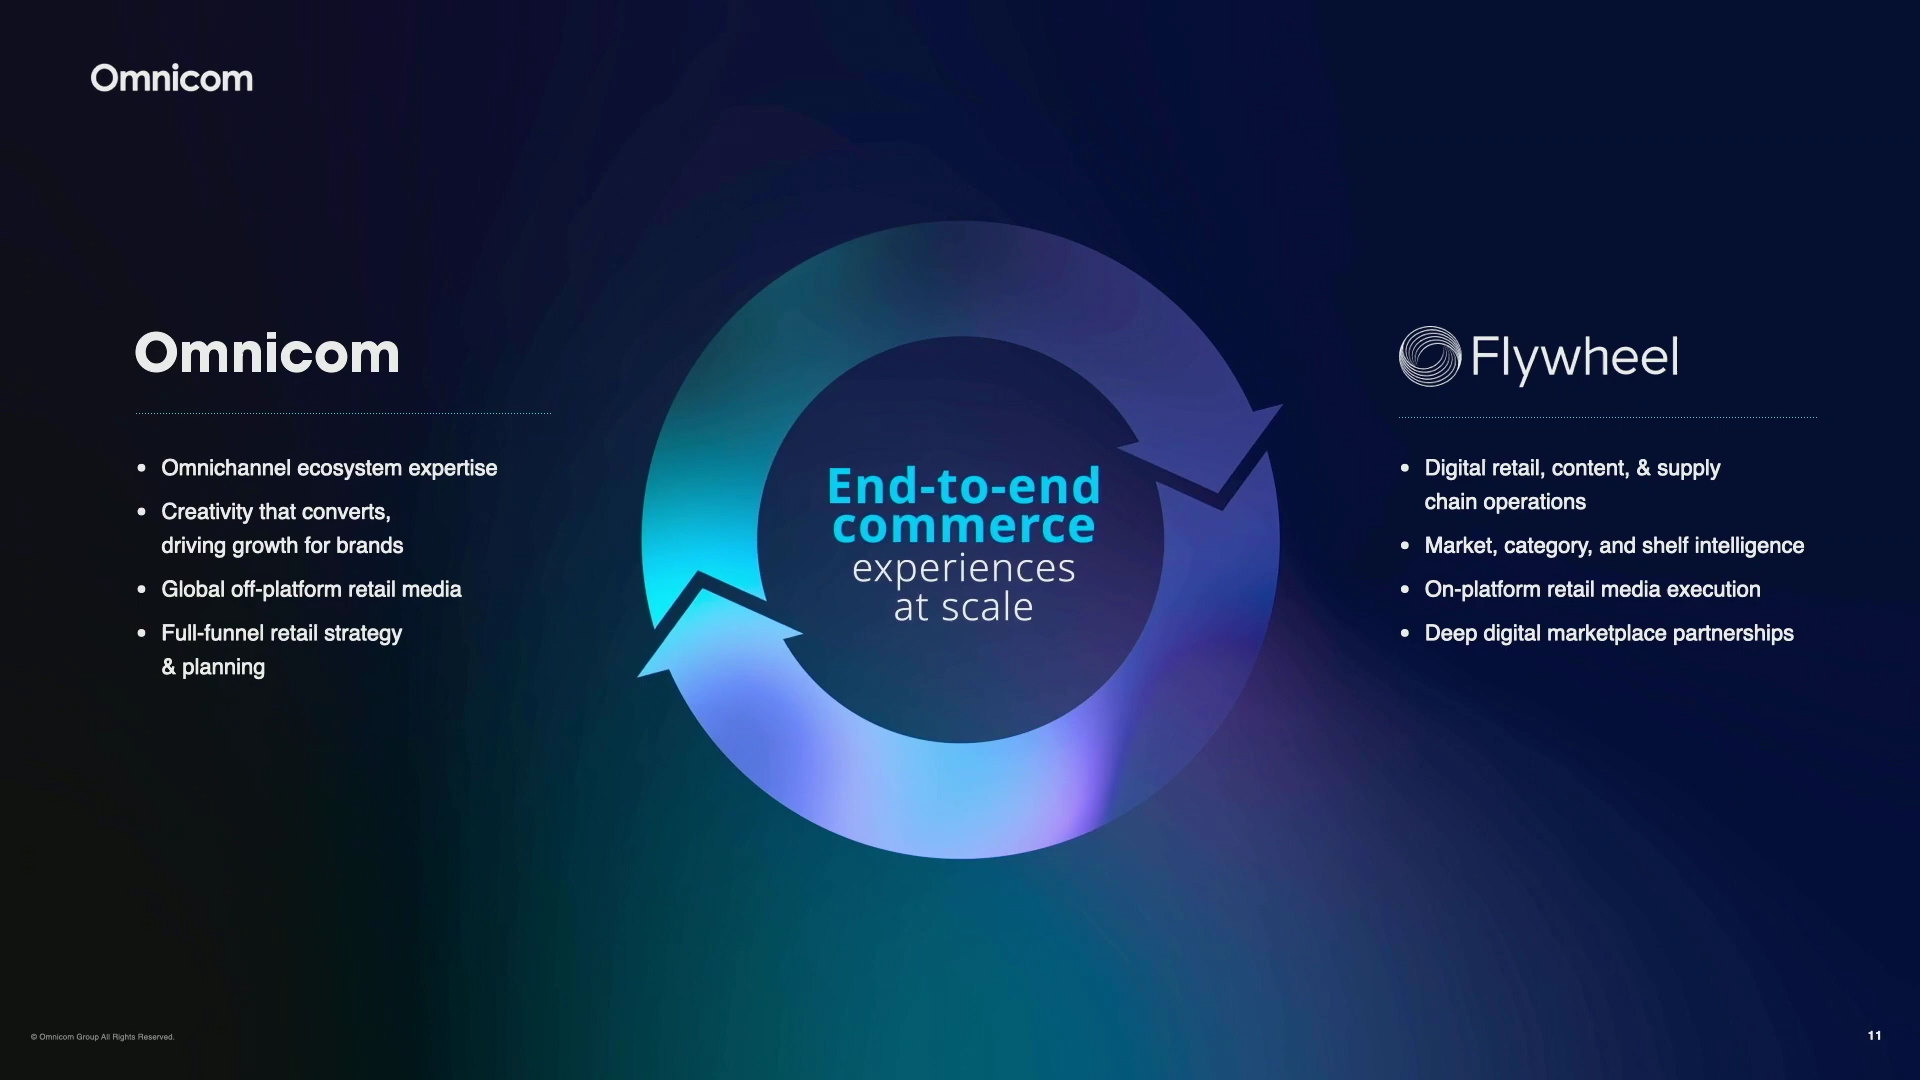 Omnicom
Omnicom
• Omnichannel ecosystem expertise
• Creativity that converts,
driving growth for brands
• Global off-platform retail media
• Full-funnel retail strategy
& planning
End-to-end
commerce
experiences
at scale
Flywheel
• Digital retail, content, & supply
chain operations
• Market, category, and shelf intelligence
• On-platform retail media execution
• Deep digital marketplace partnerships
© Omnicom Group All Rights Reserved.
11